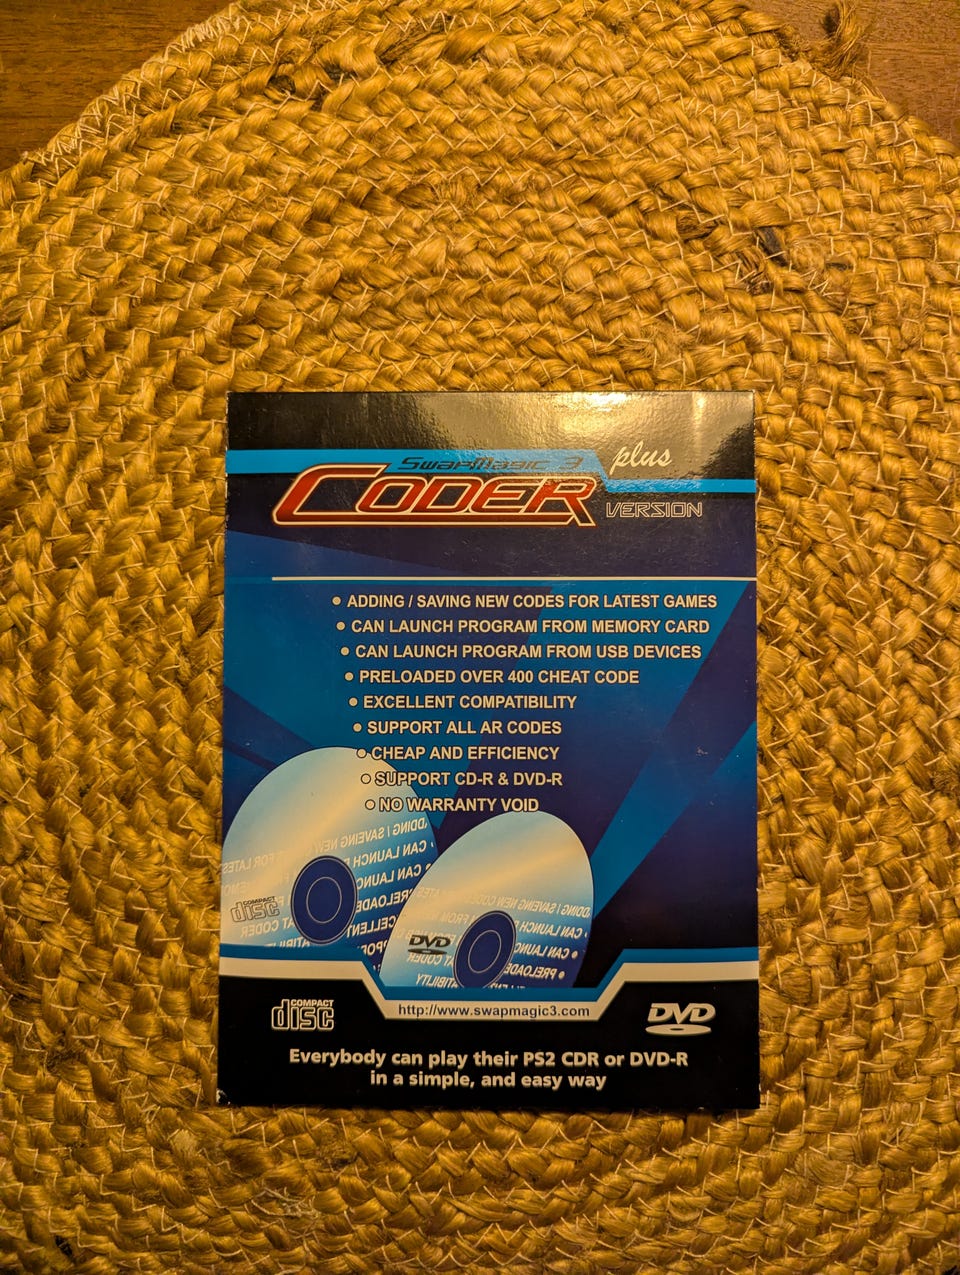 SwapMagic 3 plus
CODER VERSION
• ADDING / SAVING NEW CODES FOR LATEST GAMES
• CAN LAUNCH PROGRAM FROM MEMORY CARD
• CAN LAUNCH PROGRAM FROM USB DEVICES
• PRELOADED OVER 400 CHEAT CODE
• EXCELLENT COMPATIBILITY
• SUPPORT ALL AR CODES
• CHEAP AND EFFICIENCY
• SUPPORT CD-R & DVD-R
• NO WARRANTY VOID
COMPACT
disc
DVD
http://www.swapmagic3.com
COMPACT
disc
DVD
Everybody can play their PS2 CDR or DVD-R
in a simple, and easy way